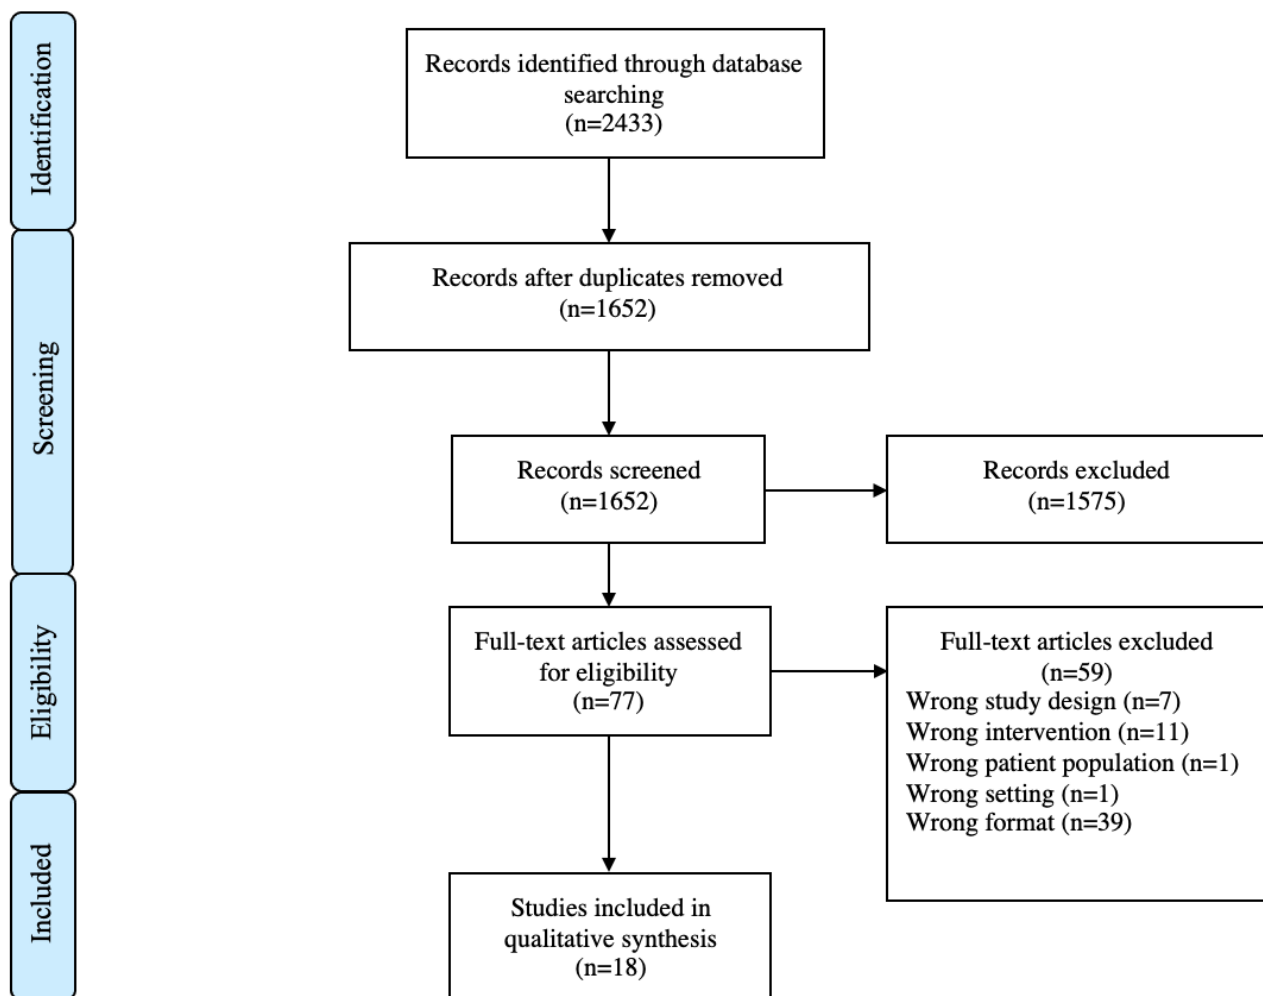 Identification
Records identified through database
searching
(n=2433)
Screening
Records after duplicates removed
(n=1652)
Records screened
(n=1652)
Records excluded
(n=1575)
Eligibility
Full-text articles assessed
for eligibility
(n=77)
Full-text articles excluded
(n=59)
Wrong study design (n=7)
Wrong intervention (n=11)
Wrong patient population (n=1)
Wrong setting (n=1)
Wrong format (n=39)
Included
Studies included in
qualitative synthesis
(n=18)